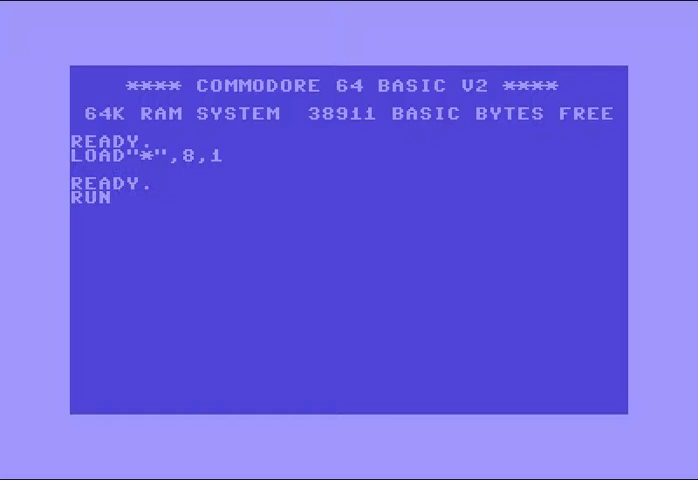 **** COMMODORE 64 BASIC V2 ****
64K RAM SYSTEM  38911 BASIC BYTES FREE
READY.
LOAD"*",8,1
READY.
RUN